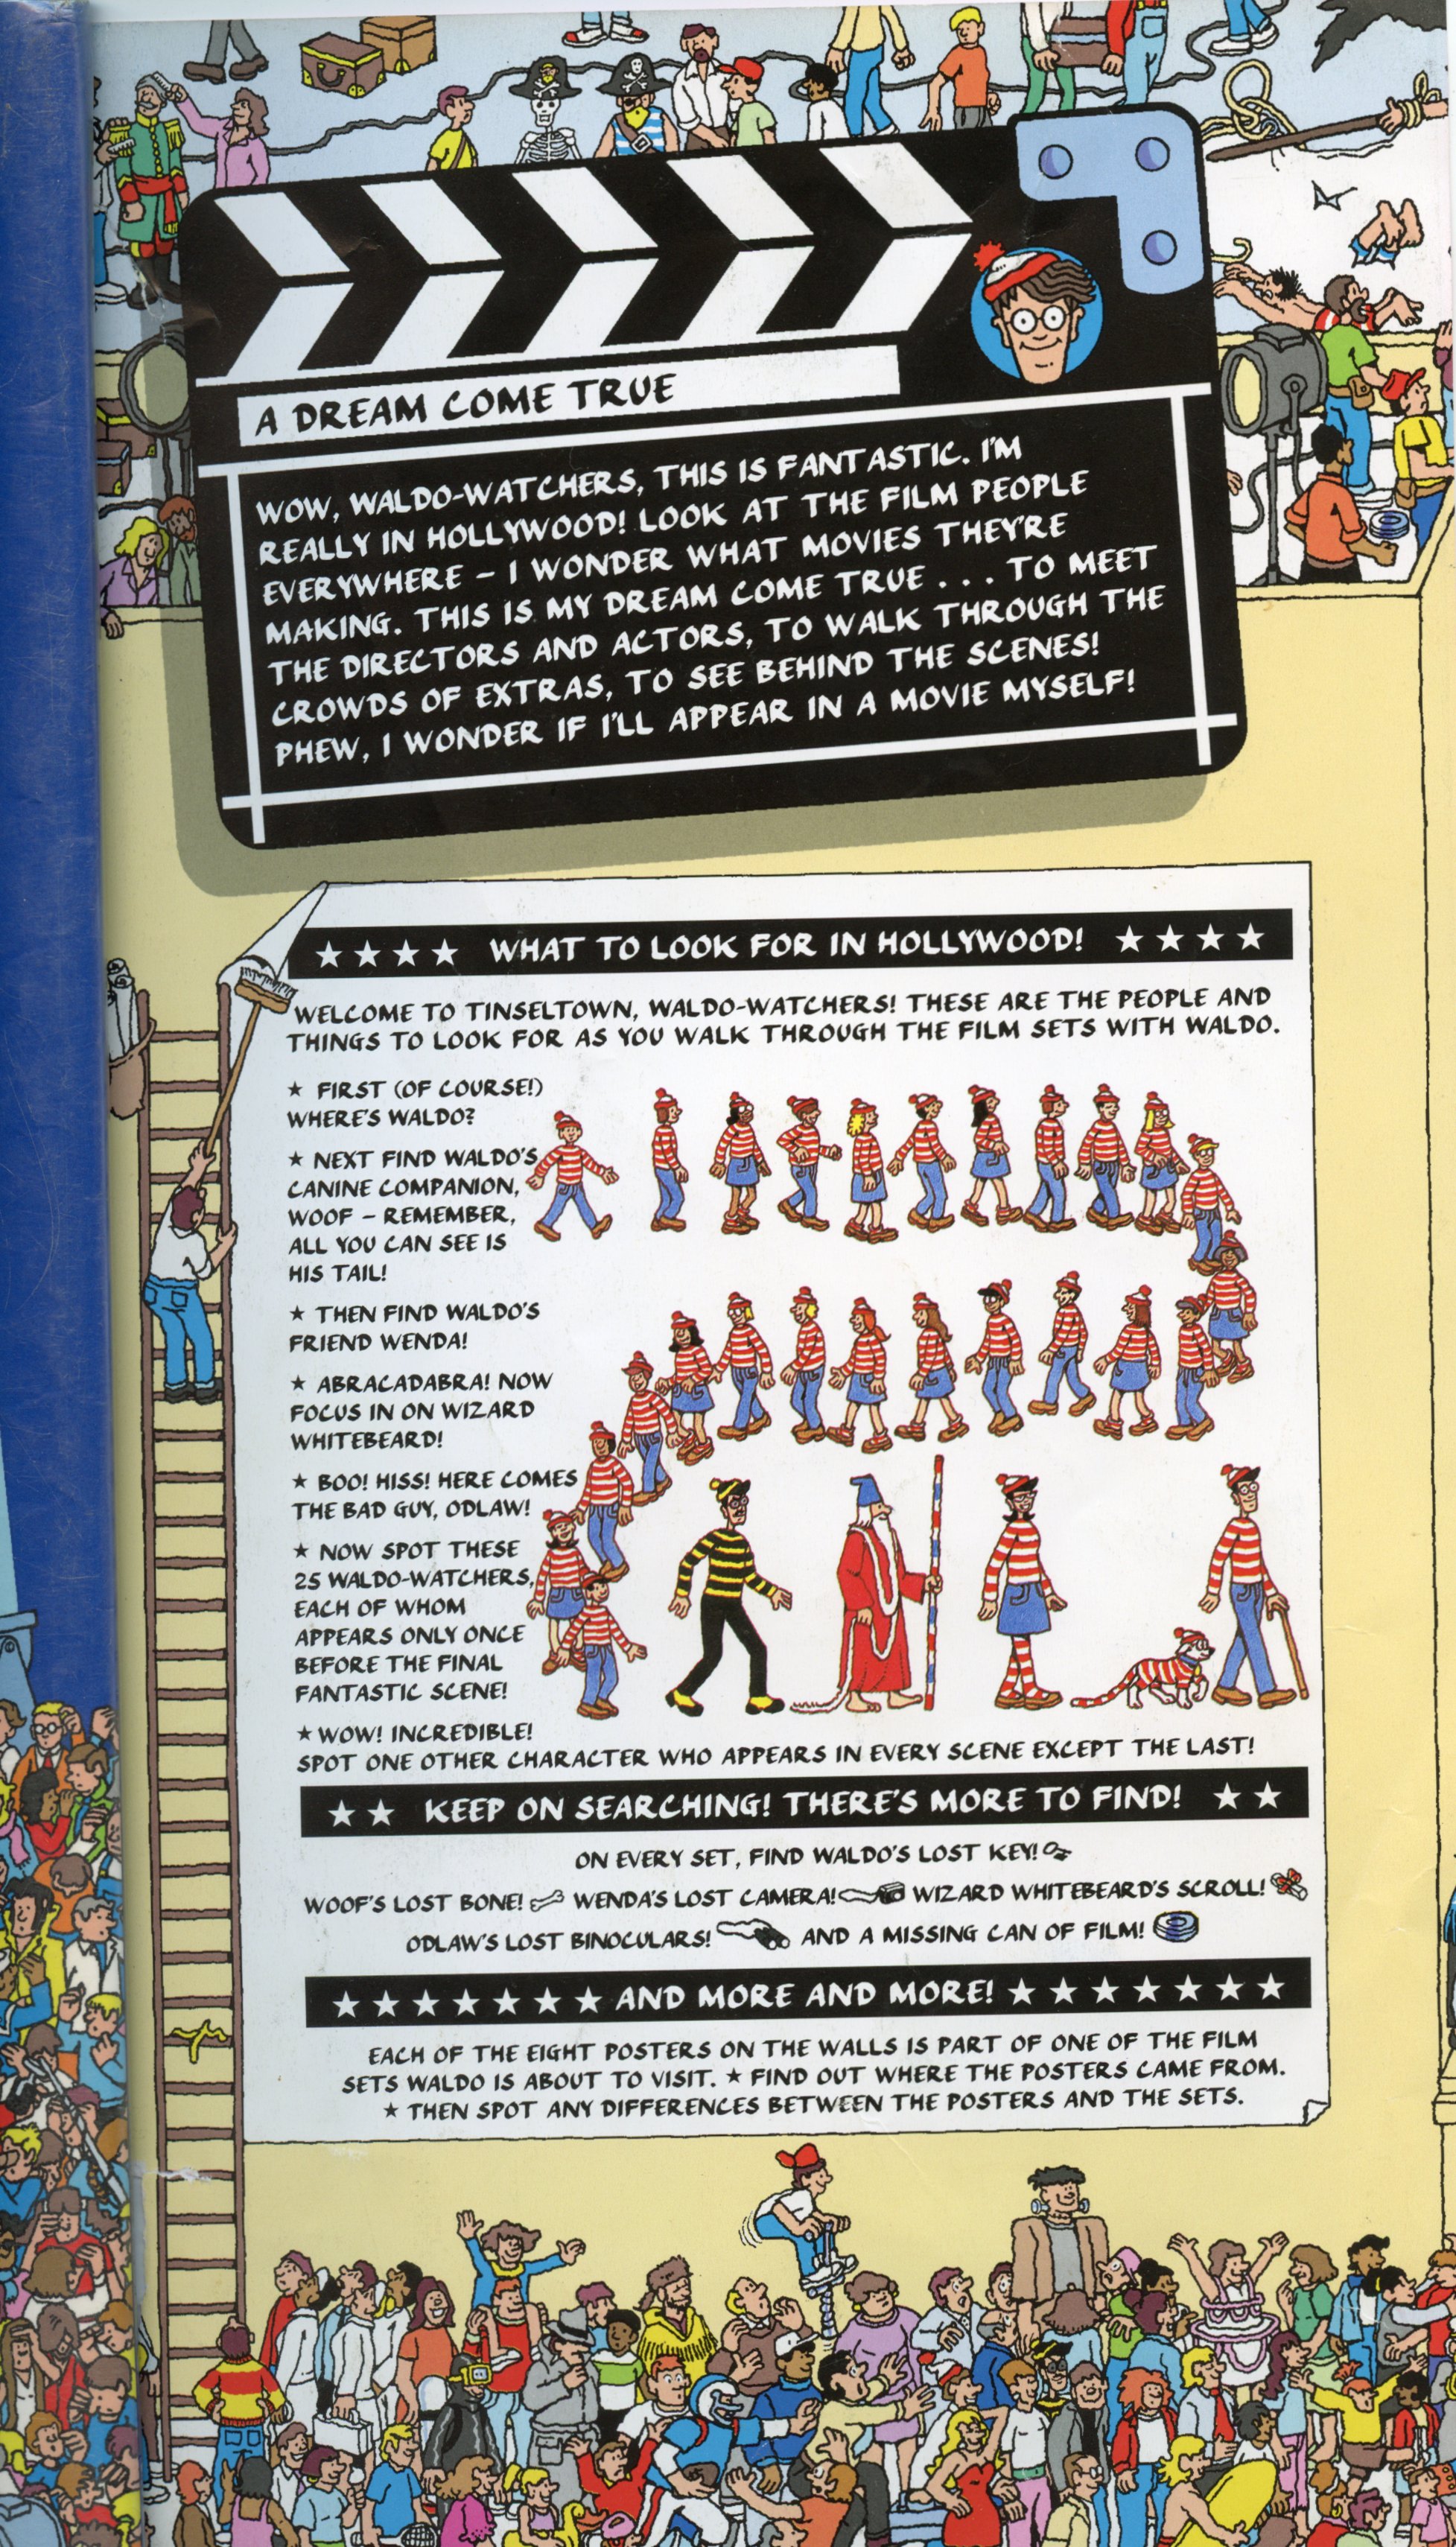 A DREAM COME TRUE
WOW, WALDO-WATCHERS, THIS IS FANTASTIC. I'M
REALLY IN HOLLYWOOD! LOOK AT THE FILM PEOPLE
EVERYWHERE – I WONDER WHAT MOVIES THEY'RE
MAKING. THIS IS MY DREAM COME TRUE . . . TO MEET
THE DIRECTORS AND ACTORS, TO WALK THROUGH THE
CROWDS OF EXTRAS, TO SEE BEHIND THE SCENES!
PHEW, I WONDER IF I'LL APPEAR IN A MOVIE MYSELF!
★ ★ ★ ★ WHAT TO LOOK FOR IN HOLLYWOOD! ★ ★ ★ ★
WELCOME TO TINSELTOWN, WALDO-WATCHERS! THESE ARE THE PEOPLE AND
THINGS TO LOOK FOR AS YOU WALK THROUGH THE FILM SETS WITH WALDO.
★ FIRST (OF COURSE!)
WHERE'S WALDO?
★ NEXT FIND WALDO'S
CANINE COMPANION,
WOOF – REMEMBER,
ALL YOU CAN SEE IS
HIS TAIL!
★ THEN FIND WALDO'S
FRIEND WENDA!
★ ABRACADABRA! NOW
FOCUS IN ON WIZARD
WHITEBEARD!
★ BOO! HISS! HERE COMES
THE BAD GUY, ODLAW!
★ NOW SPOT THESE
25 WALDO-WATCHERS,
EACH OF WHOM
APPEARS ONLY ONCE
BEFORE THE FINAL
FANTASTIC SCENE!
★ WOW! INCREDIBLE!
SPOT ONE OTHER CHARACTER WHO APPEARS IN EVERY SCENE EXCEPT THE LAST!
★ ★ KEEP ON SEARCHING! THERE'S MORE TO FIND! ★ ★
ON EVERY SET, FIND WALDO'S LOST KEY!
WOOF'S LOST BONE! WENDA'S LOST CAMERA! WIZARD WHITEBEARD'S SCROLL!
ODLAW'S LOST BINOCULARS! AND A MISSING CAN OF FILM!
★ ★ ★ ★ ★ ★ ★ AND MORE AND MORE! ★ ★ ★ ★ ★ ★ ★
EACH OF THE EIGHT POSTERS ON THE WALLS IS PART OF ONE OF THE FILM
SETS WALDO IS ABOUT TO VISIT. ★ FIND OUT WHERE THE POSTERS CAME FROM.
★ THEN SPOT ANY DIFFERENCES BETWEEN THE POSTERS AND THE SETS.